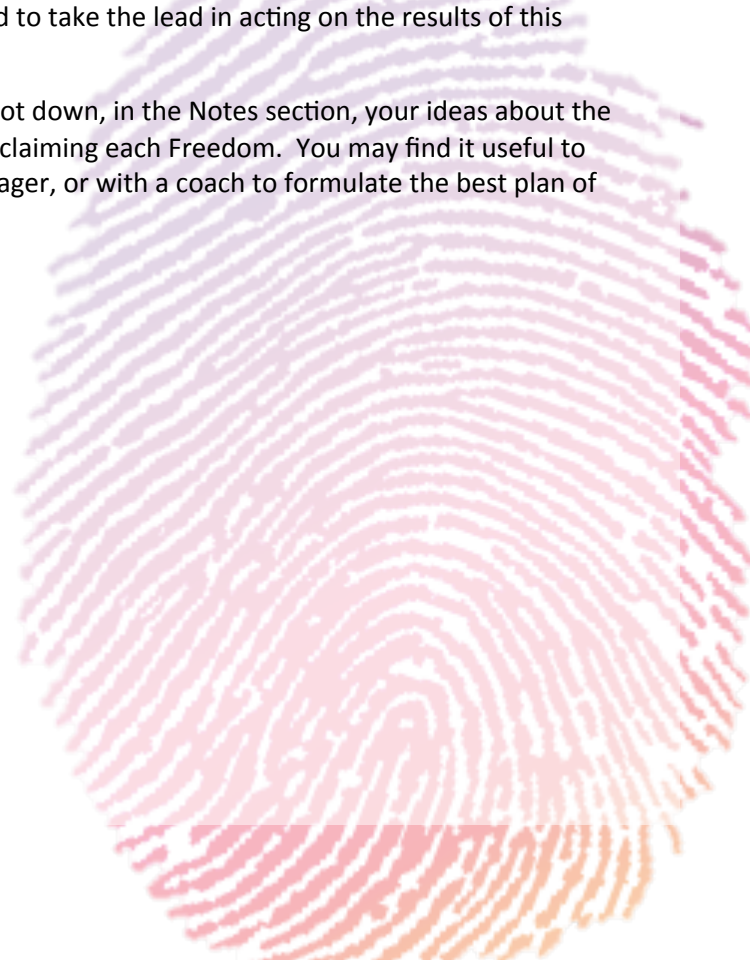 d to take the lead in acting on the results of this
ot down, in the Notes section, your ideas about the
claiming each Freedom.  You may find it useful to
ager, or with a coach to formulate the best plan of